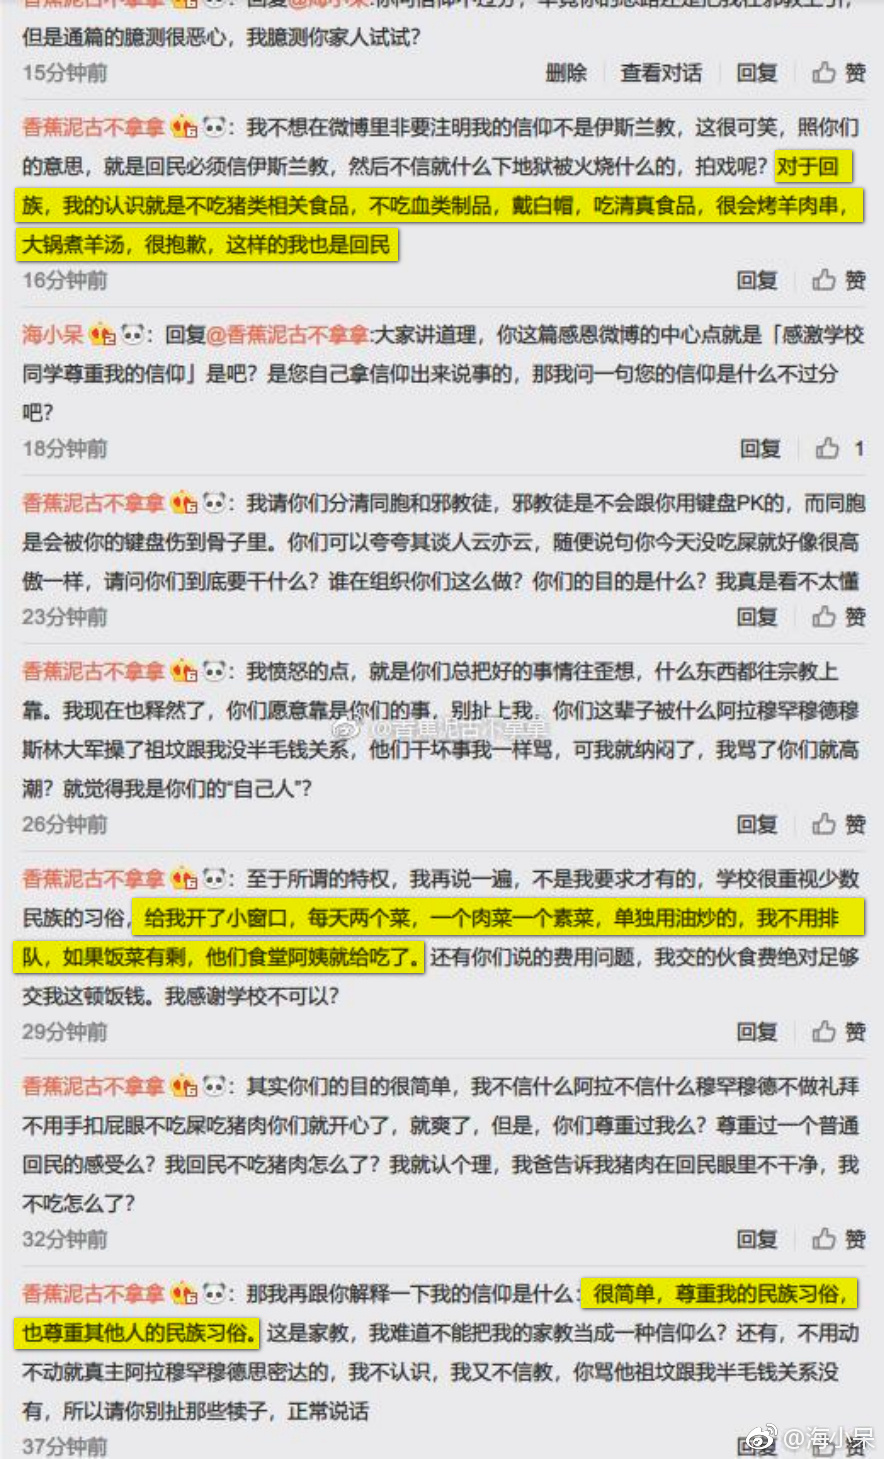 回复@海小呆:你问信仰不过分，毕竟你的思路还是把我往邪教上引，
但是通篇的臆测很恶心，我臆测你家人试试？
15分钟前 删除 查看对话 回复 赞
香蕉泥古不拿拿：我不想在微博里非要注明我的信仰不是伊斯兰教，这很可笑，照你们
的意思，就是回民必须信伊斯兰教，然后不信就什么下地狱被火烧什么的，拍戏呢？对于回
族，我的认识就是不吃猪类相关食品，不吃血类制品，戴白帽，吃清真食品，很会烤羊肉串，
大锅煮羊汤，很抱歉，这样的我也是回民
16分钟前 回复 赞
海小呆：回复@香蕉泥古不拿拿:大家讲道理，你这篇感恩微博的中心点就是「感激学校
同学尊重我的信仰」是吧？是您自己拿信仰出来说事的，那我问一句您的信仰是什么不过分
吧？
18分钟前 回复 1
香蕉泥古不拿拿：我请你们分清同胞和邪教徒，邪教徒是不会跟你用键盘PK的，而同胞
是会被你的键盘伤到骨子里。你们可以夸夸其谈人云亦云，随便说句你今天没吃屎就好像很高
傲一样，请问你们到底要干什么？谁在组织你们这么做？你们的目的是什么？我真是看不太懂
23分钟前 回复 赞
香蕉泥古不拿拿：我愤怒的点，就是你们总把好的事情往歪想，什么东西都往宗教上
靠。我现在也释然了，你们愿意靠是你们的事，别扯上我。你们这辈子被什么阿拉穆罕穆德穆
斯林大军操了祖坟跟我没半毛钱关系，他们干坏事我一样骂，可我就纳闷了，我骂了你们就高
潮？就觉得我是你们的“自己人”？
@香蕉泥古不拿拿
26分钟前 回复 赞
香蕉泥古不拿拿：至于所谓的特权，我再说一遍，不是我要求才有的，学校很重视少数
民族的习俗，给我开了小窗口，每天两个菜，一个肉菜一个素菜，单独用油炒的，我不用排
队，如果饭菜有剩，他们食堂阿姨就给吃了。还有你们说的费用问题，我交的伙食费绝对足够
交我这顿饭钱。我感谢学校不可以？
29分钟前 回复 赞
香蕉泥古不拿拿：其实你们的目的很简单，我不信什么阿拉不信什么穆罕穆德不做礼拜
不用手扣屁眼不吃屎吃猪肉你们就开心了，就爽了，但是，你们尊重过我么？尊重过一个普通
回民的感受么？我回民不吃猪肉怎么了？我就认个理，我爸告诉我猪肉在回民眼里不干净，我
不吃怎么了？
32分钟前 回复 赞
香蕉泥古不拿拿：那我再跟你解释一下我的信仰是什么：很简单，尊重我的民族习俗，
也尊重其他人的民族习俗。这是家教，我难道不能把我的家教当成一种信仰么？还有，不用动
不动就真主阿拉穆罕穆德思密达的，我不认识，我又不信教，你骂他祖坟跟我半毛钱关系没
有，所以请你别扯那些犊子，正常说话
37分钟前 回复 赞
@海小呆